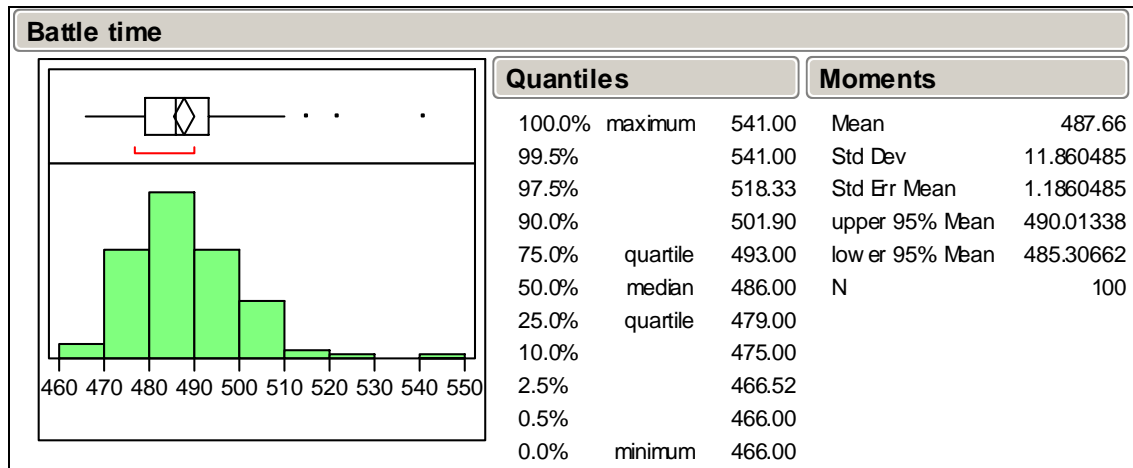 Battle time
460 470 480 490 500 510 520 530 540 550
Quantiles
100.0% maximum 541.00
99.5% 541.00
97.5% 518.33
90.0% 501.90
75.0% quartile 493.00
50.0% median 486.00
25.0% quartile 479.00
10.0% 475.00
2.5% 466.52
0.5% 466.00
0.0% minimum 466.00
Moments
Mean 487.66
Std Dev 11.860485
Std Err Mean 1.1860485
upper 95% Mean 490.01338
lower 95% Mean 485.30662
N 100